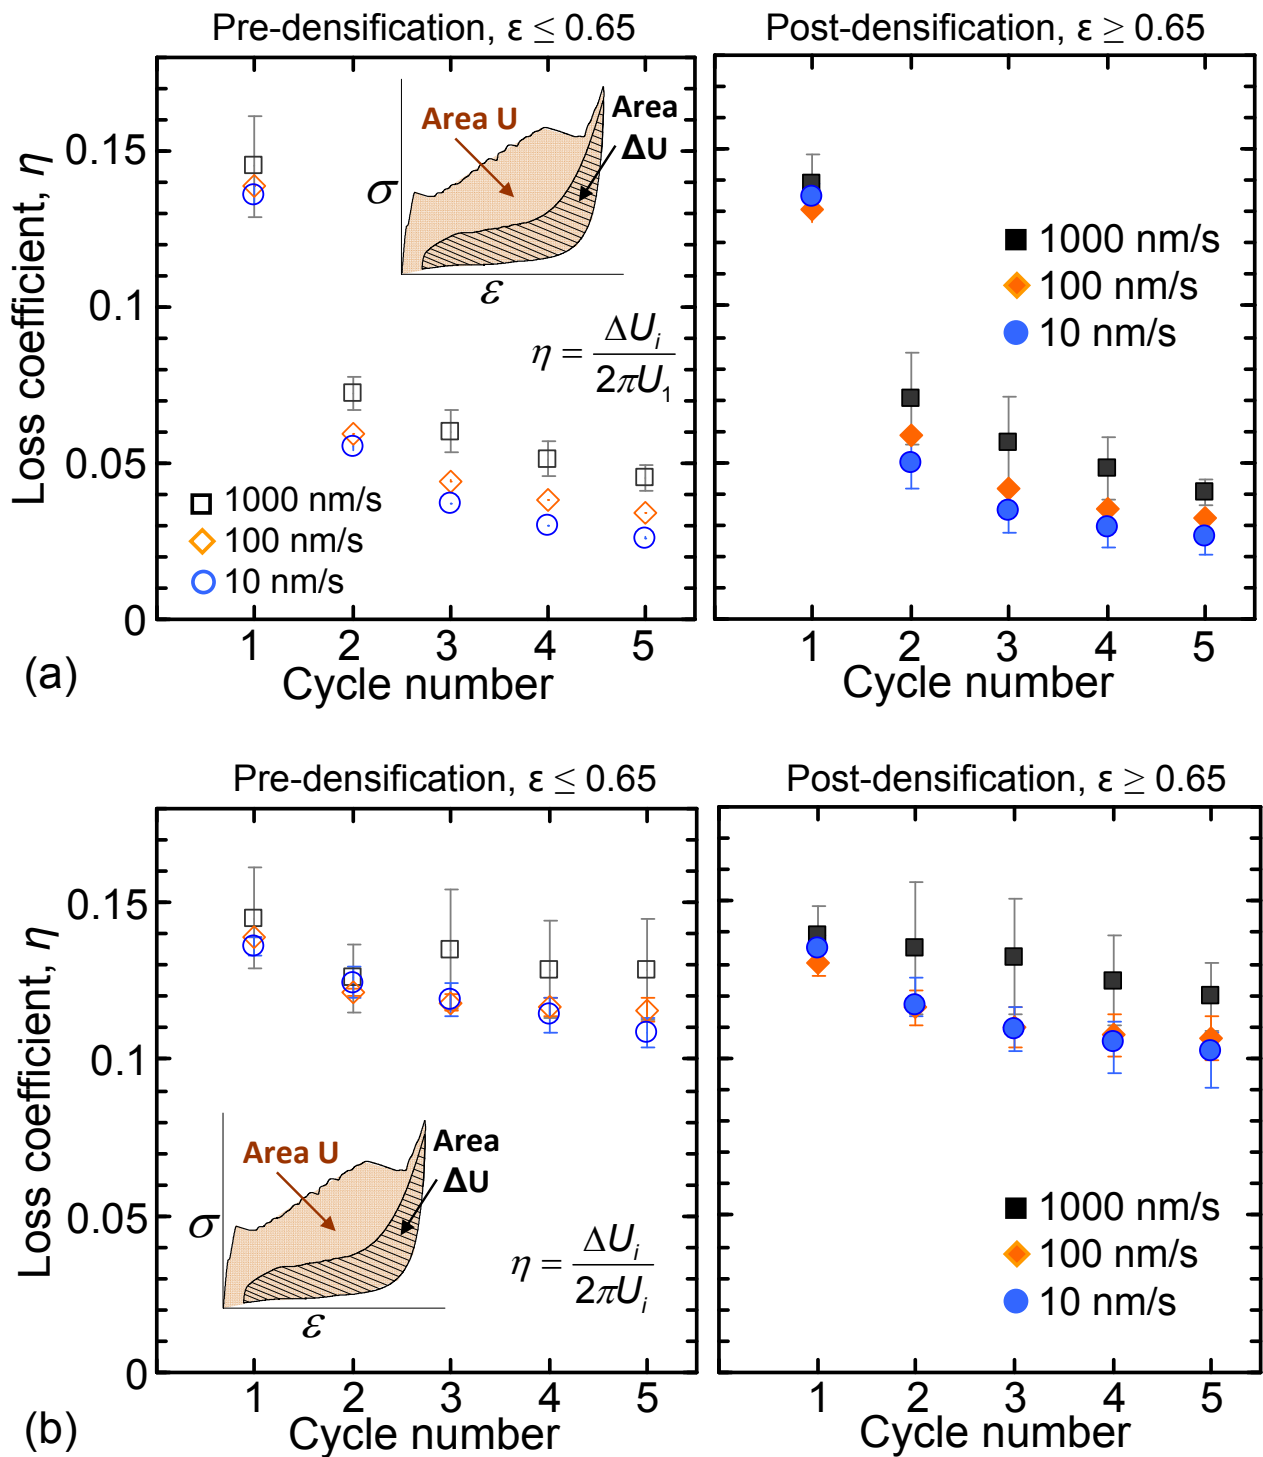 Pre-densification, ε ≤ 0.65
Post-densification, ε ≥ 0.65
Loss coefficient, η
0.15
0.1
0.05
0
Area U
Area
ΔU
σ
ε
η = ΔU_i / 2πU_1
1000 nm/s
100 nm/s
10 nm/s
1000 nm/s
100 nm/s
10 nm/s
1 2 3 4 5
1 2 3 4 5
Cycle number
Cycle number
(a)
Pre-densification, ε ≤ 0.65
Post-densification, ε ≥ 0.65
Loss coefficient, η
0.15
0.1
0.05
0
Area U
Area
ΔU
σ
ε
η = ΔU_i / 2πU_i
1000 nm/s
100 nm/s
10 nm/s
1 2 3 4 5
1 2 3 4 5
Cycle number
Cycle number
(b)